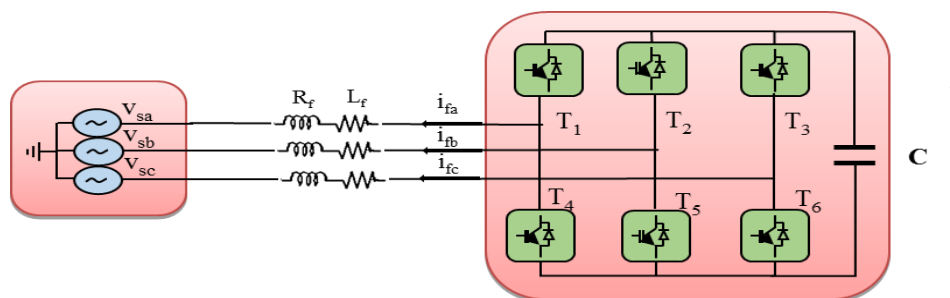 v_sa
v_sb
v_sc
R_f L_f
i_fa
i_fb
i_fc
T_1 T_2 T_3
T_4 T_5 T_6
C